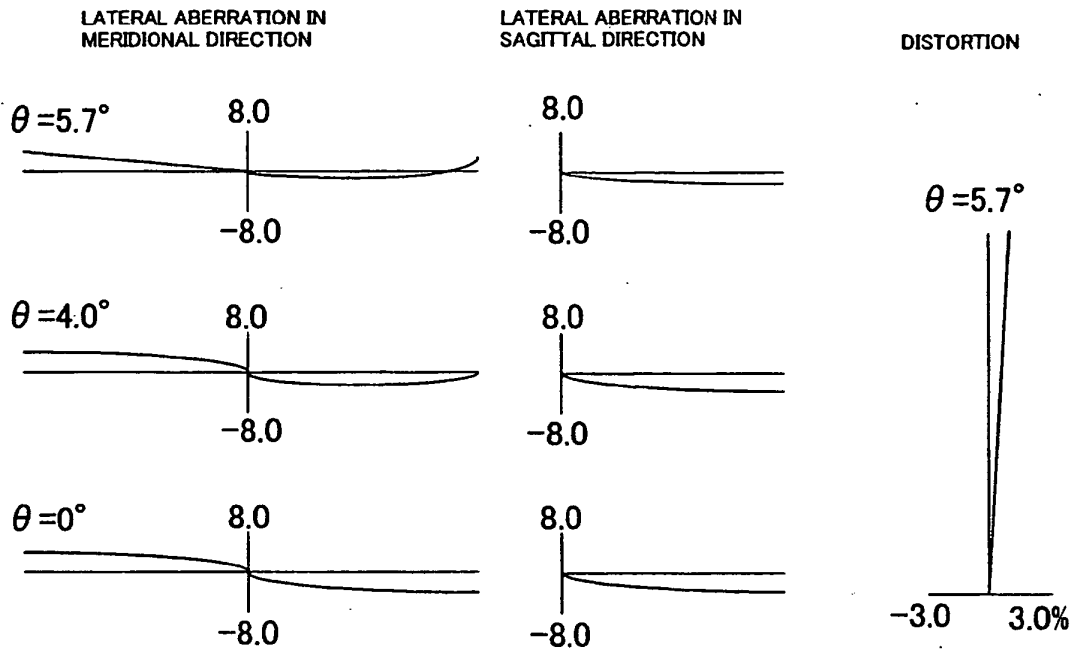 LATERAL ABERRATION IN
MERIDIONAL DIRECTION
LATERAL ABERRATION IN
SAGITTAL DIRECTION
DISTORTION
θ=5.7°
8.0
−8.0
8.0
−8.0
θ=4.0°
8.0
−8.0
8.0
−8.0
θ=0°
8.0
−8.0
8.0
−8.0
θ=5.7°
−3.0
3.0%